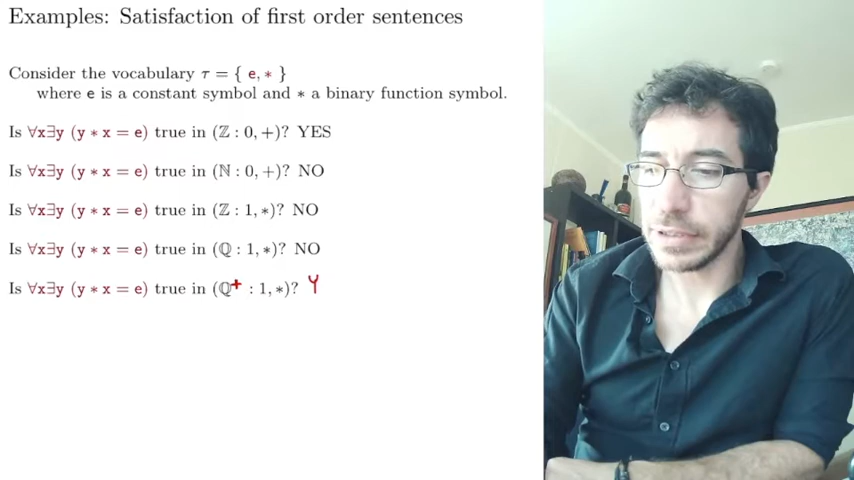 Examples: Satisfaction of first order sentences
Consider the vocabulary τ = { e, * }
where e is a constant symbol and * a binary function symbol.
Is ∀x∃y (y * x = e) true in (ℤ : 0, +)? YES
Is ∀x∃y (y * x = e) true in (ℕ : 0, +)? NO
Is ∀x∃y (y * x = e) true in (ℤ : 1, *)? NO
Is ∀x∃y (y * x = e) true in (ℚ : 1, *)? NO
Is ∀x∃y (y * x = e) true in (ℚ⁺ : 1, *)? Y